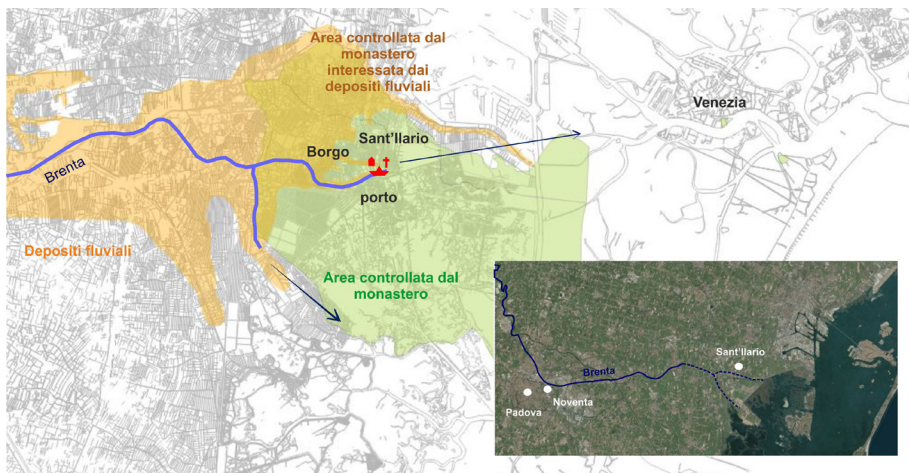 Area controllata dal
monastero
interessata dai
depositi fluviali
Venezia
Sant'Ilario
Borgo
Brenta
porto
Depositi fluviali
Area controllata dal
monastero
Sant'Ilario
Brenta
Noventa
Padova